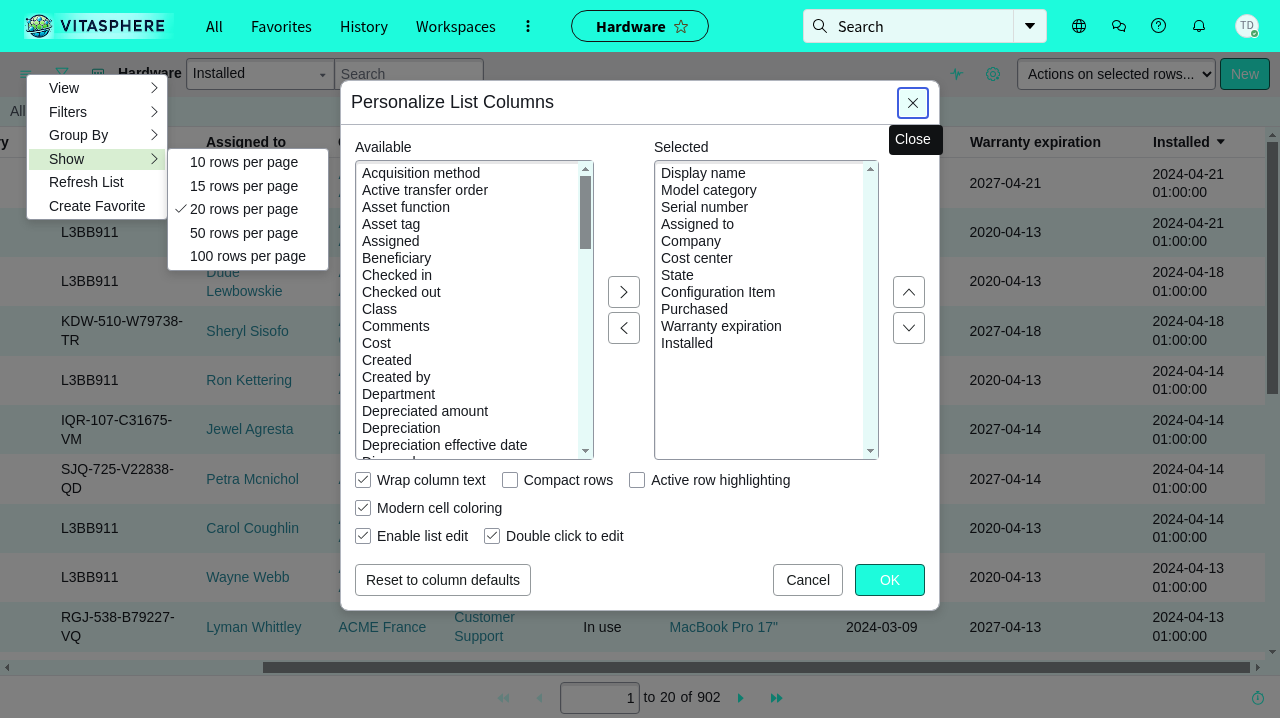 VITASPHERE
All
Favorites
History
Workspaces
Hardware
Search
TD
Hardware
Installed
Search
Actions on selected rows...
New
All
View
Filters
Group By
Show
Refresh List
Create Favorite
10 rows per page
15 rows per page
20 rows per page
50 rows per page
100 rows per page
Personalize List Columns
Close
Available
Acquisition method
Active transfer order
Asset function
Asset tag
Assigned
Beneficiary
Checked in
Checked out
Class
Comments
Cost
Created
Created by
Department
Depreciated amount
Depreciation
Depreciation effective date
Selected
Display name
Model category
Serial number
Assigned to
Company
Cost center
State
Configuration Item
Purchased
Warranty expiration
Installed
Wrap column text
Compact rows
Active row highlighting
Modern cell coloring
Enable list edit
Double click to edit
Reset to column defaults
Cancel
OK
Assigned to
Warranty expiration
Installed
2027-04-21
2024-04-21
01:00:00
L3BB911
2020-04-13
2024-04-21
01:00:00
L3BB911
Dude
Lewbowskie
2020-04-13
2024-04-18
01:00:00
KDW-510-W79738-
TR
Sheryl Sisofo
2027-04-18
2024-04-18
01:00:00
L3BB911
Ron Kettering
2020-04-13
2024-04-14
01:00:00
IQR-107-C31675-
VM
Jewel Agresta
2027-04-14
2024-04-14
01:00:00
SJQ-725-V22838-
QD
Petra Mcnichol
2027-04-14
2024-04-14
01:00:00
L3BB911
Carol Coughlin
2020-04-13
2024-04-14
01:00:00
L3BB911
Wayne Webb
2020-04-13
2024-04-13
01:00:00
RGJ-538-B79227-
VQ
Lyman Whittley
ACME France
Customer
Support
In use
MacBook Pro 17"
2024-03-09
2027-04-13
2024-04-13
01:00:00
1
to 20 of 902